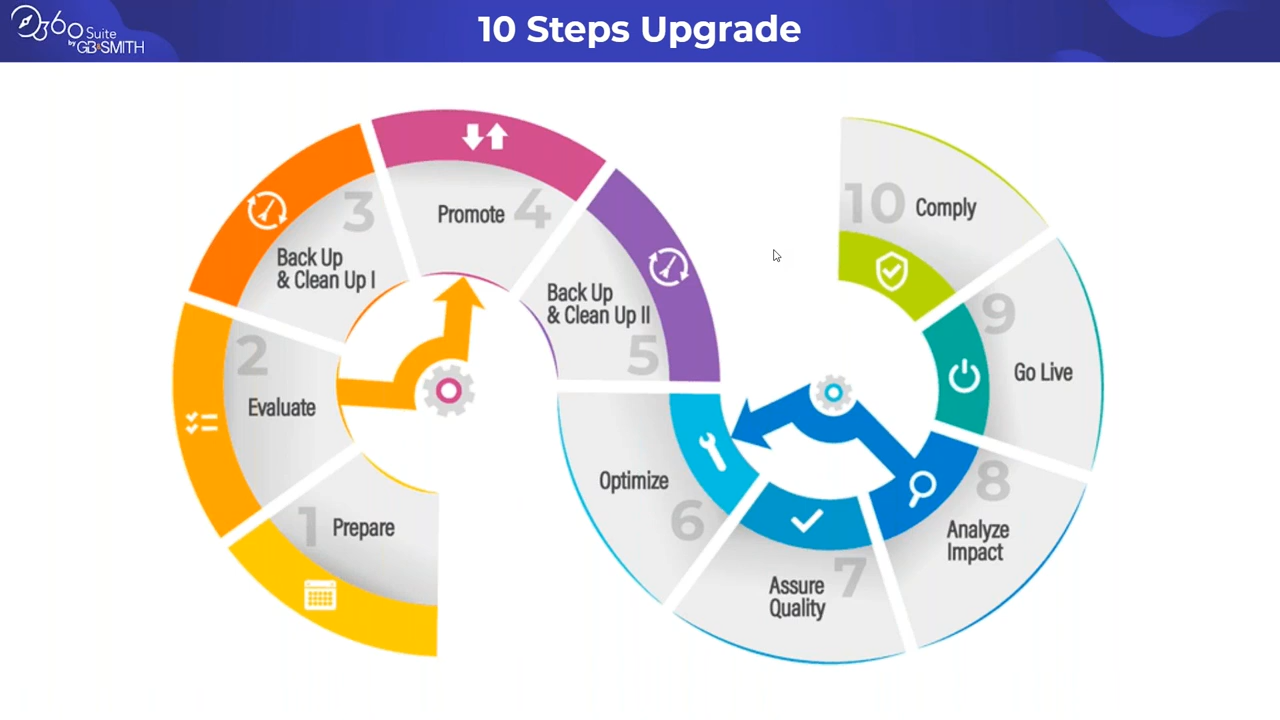 360 Suite
by GB&SMITH
10 Steps Upgrade
1 Prepare
2
Evaluate
3
Back Up
& Clean Up I
Promote 4
Back Up
& Clean Up II
5
Optimize
6
Assure
Quality
7
8
Analyze
Impact
9
Go Live
10 Comply